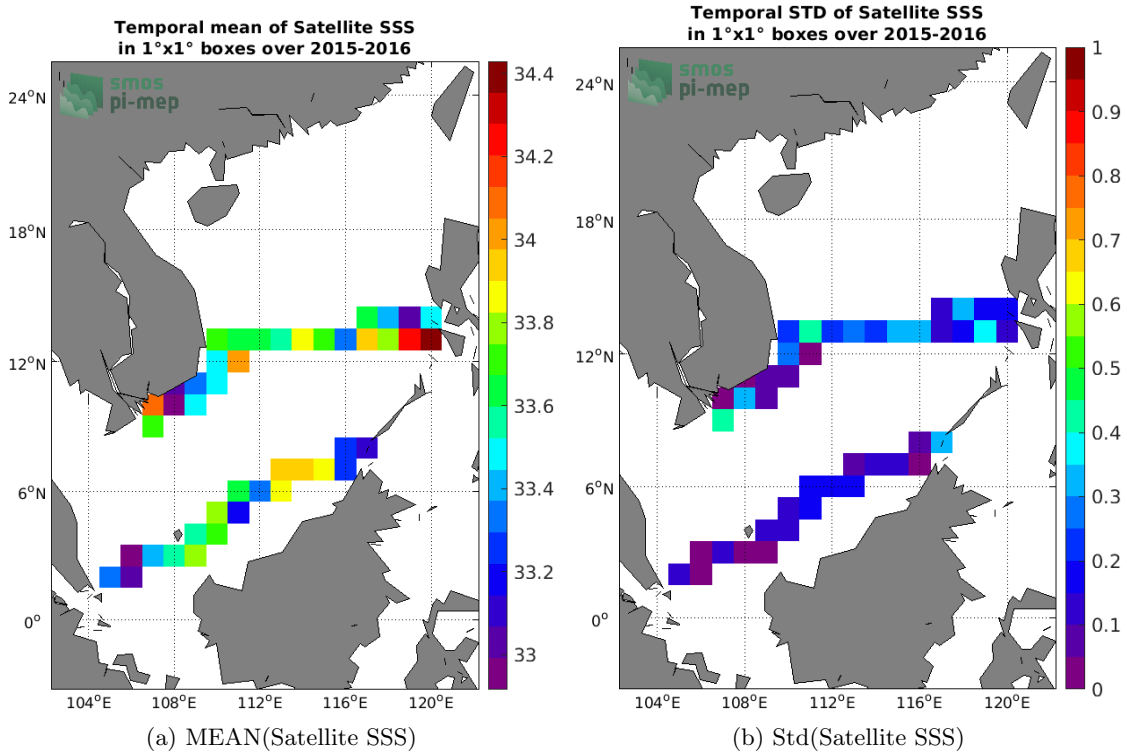 Temporal mean of Satellite SSS
in 1°x1° boxes over 2015-2016
smos
pi-mep
24°N
18°N
12°N
6°N
0°
104°E
108°E
112°E
116°E
120°E
34.4
34.2
34
33.8
33.6
33.4
33.2
33
(a) MEAN(Satellite SSS)
Temporal STD of Satellite SSS
in 1°x1° boxes over 2015-2016
smos
pi-mep
24°N
18°N
12°N
6°N
0°
104°E
108°E
112°E
116°E
120°E
1
0.9
0.8
0.7
0.6
0.5
0.4
0.3
0.2
0.1
0
(b) Std(Satellite SSS)